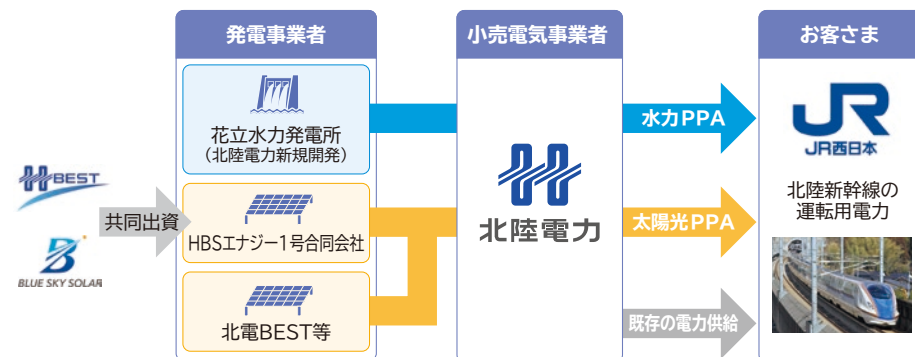 発電事業者
小売電気事業者
お客さま
花立水力発電所
（北陸電力新規開発）
水力PPA
JR
JR西日本
BEST
共同出資
HBSエナジー1号合同会社
北陸電力
太陽光PPA
北陸新幹線の
運転用電力
BLUE SKY SOLAR
北電BEST等
既存の電力供給